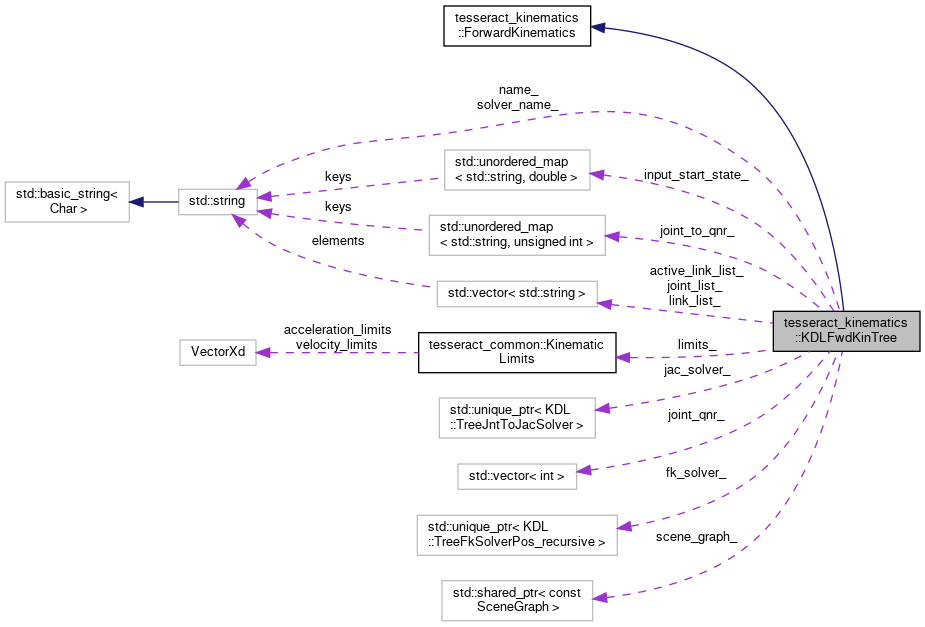 tesseract_kinematics
::ForwardKinematics
name_
solver_name_
std::unordered_map
< std::string, double >
keys
input_start_state_
std::basic_string<
Char >
std::string
keys
std::unordered_map
< std::string, unsigned int >
joint_to_qnr_
elements
std::vector< std::string >
active_link_list_
joint_list_
link_list_
tesseract_kinematics
::KDLFwdKinTree
VectorXd
acceleration_limits
velocity_limits
tesseract_common::Kinematic
Limits
limits_
jac_solver_
std::unique_ptr< KDL
::TreeJntToJacSolver >
joint_qnr_
std::vector< int >
fk_solver_
std::unique_ptr< KDL
::TreeFkSolverPos_recursive >
scene_graph_
std::shared_ptr< const
SceneGraph >